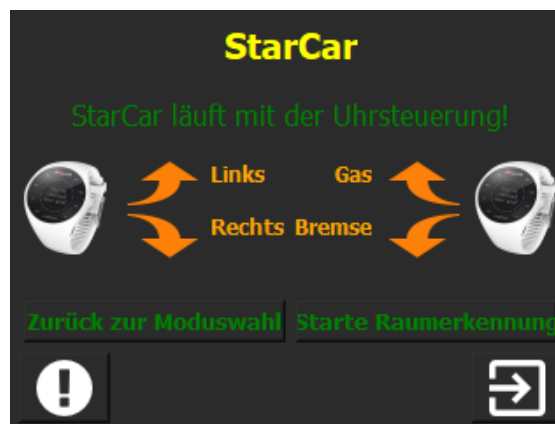 StarCar
StarCar läuft mit der Uhrsteuerung!
Links
Gas
Rechts
Bremse
Zurück zur Moduswahl
Starte Raumerkennung
!